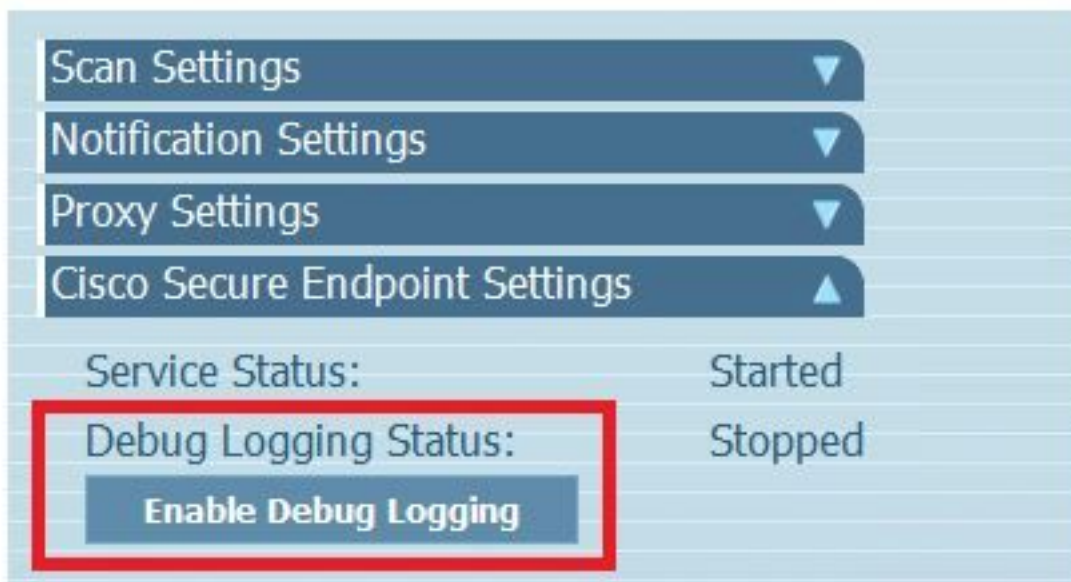 Scan Settings
Notification Settings
Proxy Settings
Cisco Secure Endpoint Settings
Service Status: Started
Debug Logging Status: Stopped
Enable Debug Logging